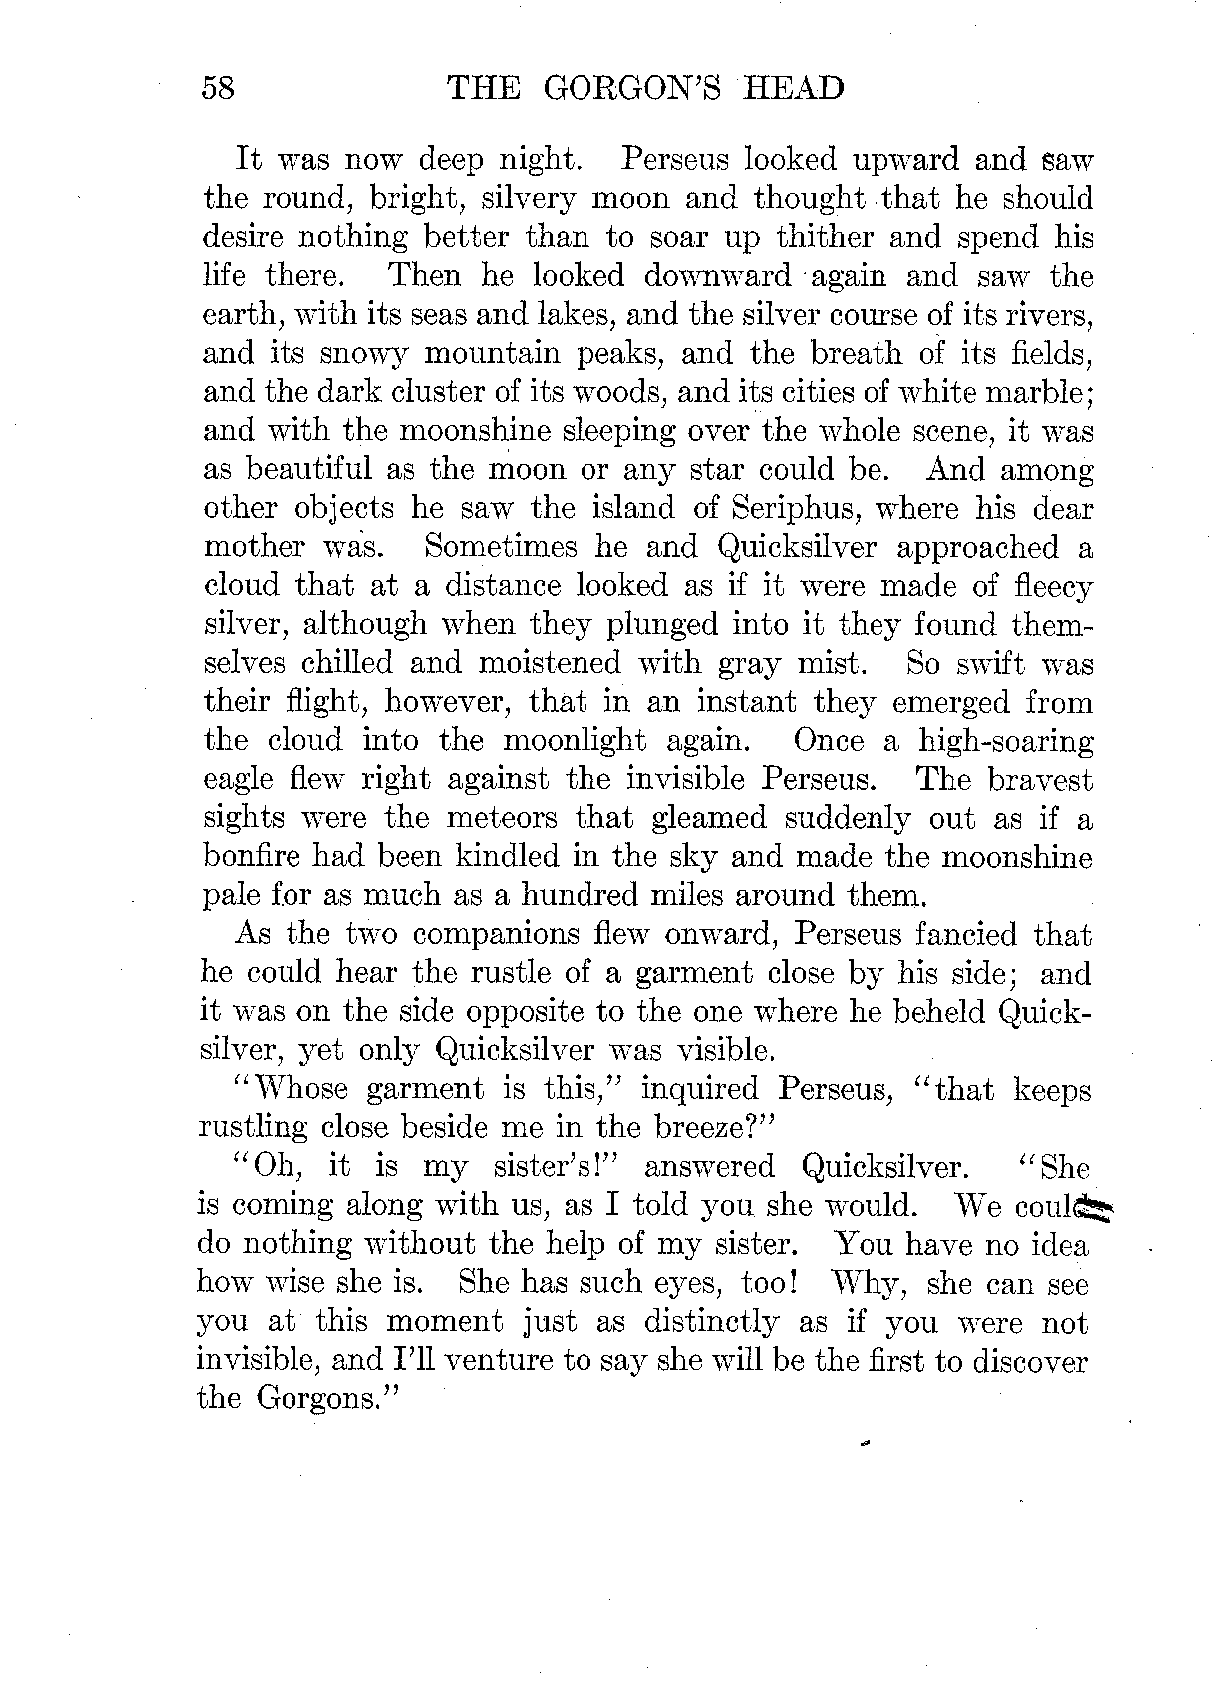 58 THE GORGON'S HEAD
It was now deep night. Perseus looked upward and saw
the round, bright, silvery moon and thought that he should
desire nothing better than to soar up thither and spend his
life there. Then he looked downward again and saw the
earth, with its seas and lakes, and the silver course of its rivers,
and its snowy mountain peaks, and the breath of its fields,
and the dark cluster of its woods, and its cities of white marble;
and with the moonshine sleeping over the whole scene, it was
as beautiful as the moon or any star could be. And among
other objects he saw the island of Seriphus, where his dear
mother was. Sometimes he and Quicksilver approached a
cloud that at a distance looked as if it were made of fleecy
silver, although when they plunged into it they found them-
selves chilled and moistened with gray mist. So swift was
their flight, however, that in an instant they emerged from
the cloud into the moonlight again. Once a high-soaring
eagle flew right against the invisible Perseus. The bravest
sights were the meteors that gleamed suddenly out as if a
bonfire had been kindled in the sky and made the moonshine
pale for as much as a hundred miles around them.
As the two companions flew onward, Perseus fancied that
he could hear the rustle of a garment close by his side; and
it was on the side opposite to the one where he beheld Quick-
silver, yet only Quicksilver was visible.
"Whose garment is this," inquired Perseus, "that keeps
rustling close beside me in the breeze?"
"Oh, it is my sister's!" answered Quicksilver. "She
is coming along with us, as I told you she would. We could
do nothing without the help of my sister. You have no idea
how wise she is. She has such eyes, too! Why, she can see
you at this moment just as distinctly as if you were not
invisible, and I'll venture to say she will be the first to discover
the Gorgons."